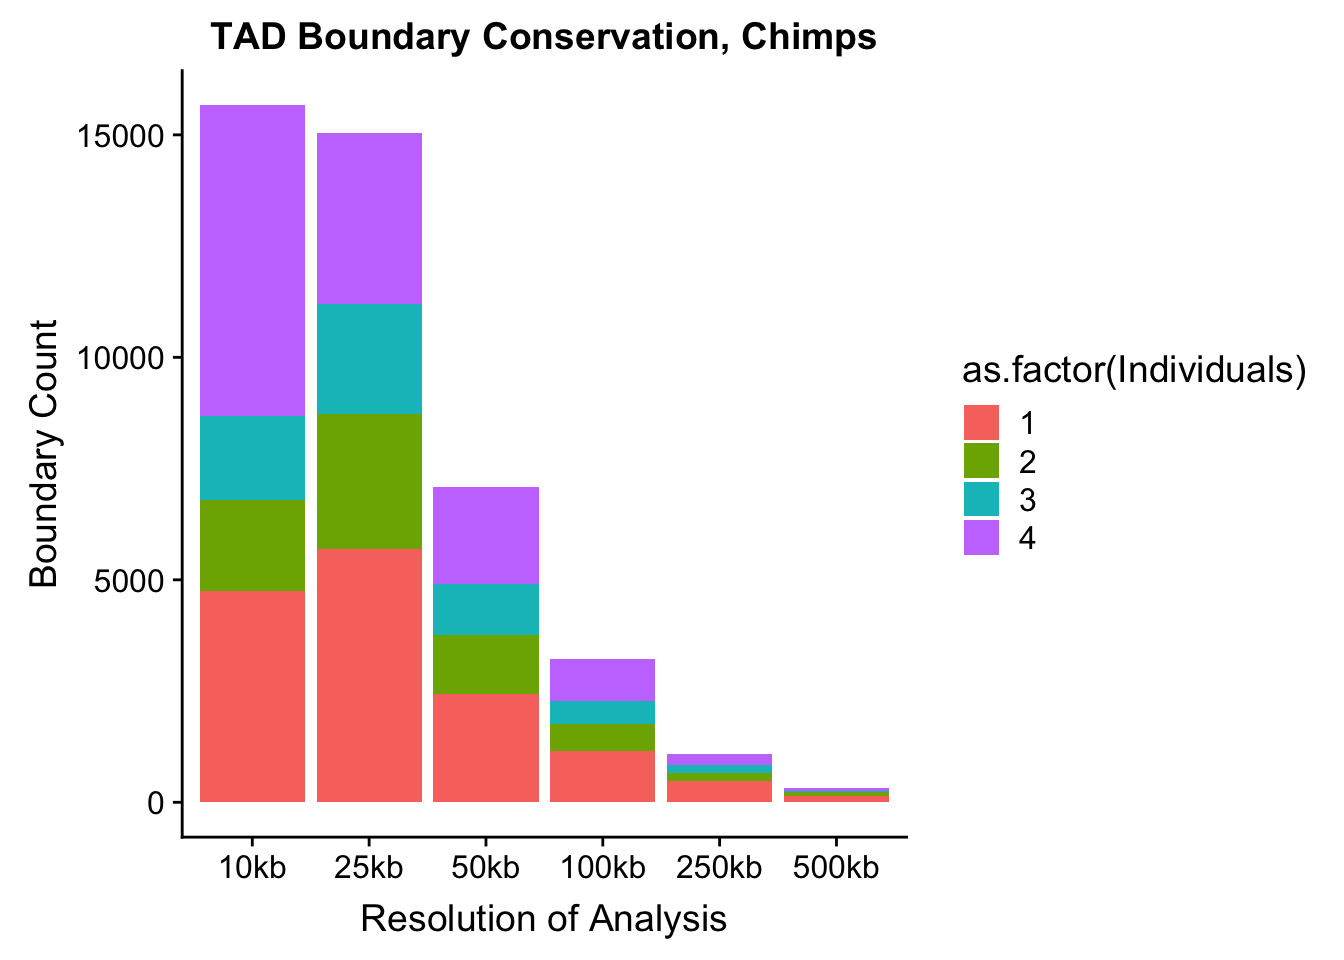 TAD Boundary Conservation, Chimps
15000
10000
5000
0
Boundary Count
10kb 25kb 50kb 100kb 250kb 500kb
Resolution of Analysis
as.factor(Individuals)
1
2
3
4